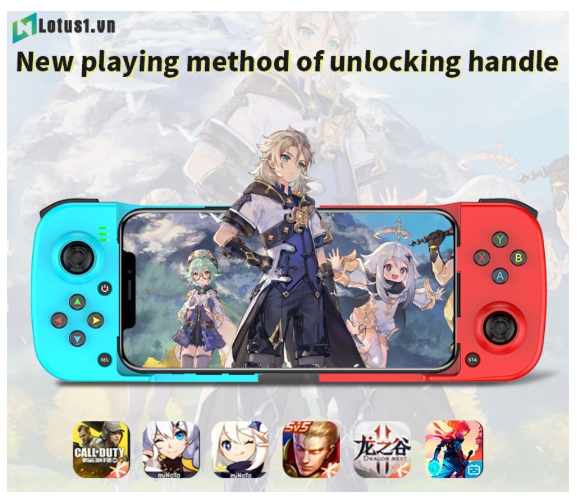 Lotus1.vn
New playing method of unlocking handle
Y
X
B
A
SEL
STA
CALL OF DUTY
miHoYo
miHoYo
5v5
龙之谷
II
DRAGON NEST